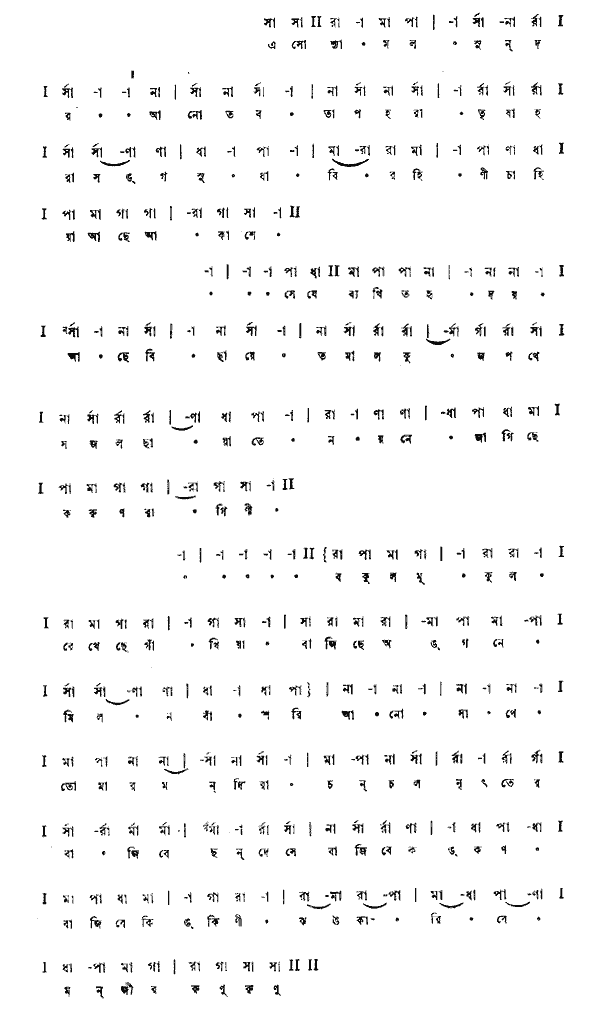 সা সা II রা -া মা পা | -া র্সা -না র্রা I
এ সো শ্যা • ম ল • সু ন্ দ
I র্সা -া -া না | র্সা না র্সা -া | না র্সা না র্সা | -া র্রা র্সা র্রা I
র • • আ নো ত ব • তা প হ রা • তৃ ষা হ
I র্সা র্সা -ণা ণা | ধা -া পা -া | মা -রা রা মা | -া পা ণা ধা I
রা স ঙ্ গ সু • ধা • বি • র হি • ণী চা হি
I পা মা গা গা | -রা গা সা -া II
য়া আ ছে আ • কা শে •
-া | -া -া পা ধা II মা পা পা না | -া না না -া I
• • • সে যে ব্য থি ত হ • দ য় •
I র্সা -া না র্সা | -া না র্সা -া | না র্সা র্রা র্রা | -র্মা র্গা র্রা র্সা I
আ • ছে বি • ছা য়ে • ত মা ল কু • ঞ্জ প থে
I না র্সা র্রা র্রা | -ণা ধা পা -া | রা -া ণা ণা | -ধা পা ধা মা I
স জ ল ছা • য়া তে • ন • য় নে • জা গি ছে
I পা মা গা গা | -রা গা সা -া II
ক রু ণ রা • গি ণী •
-া | -া -া -া -া II {রা পা মা গা | -া রা রা -া I
• • • • • ব কু ল মু • কু ল •
I রা মা গা রা | -া গা সা -া | সা রা মা রা | -মা পা মা -পা I
রে খে ছে গাঁ • থি য়া • বা জি ছে অ ঙ্ গ নে •
I র্সা র্সা -ণা ণা | ধা -া ধা পা} | না -া না -া | না -া না -া I
মি ল • ন বাঁ • শ রি আ • নো • সা • থে •
I মা পা না না | -র্সা না র্সা -া | মা -পা না র্সা | র্রা -া র্রা র্গা I
তো মা র ম ন্ দি রা • চ ন্ চ ল নৃ ৎ তে র
I র্সা -র্রা র্মা র্মা | র্মা -া র্রা র্সা | না র্সা র্রা ণা | -া ধা পা -ধা I
বা • জি বে ছ ন্ দে সে বা জি বে ক ঙ্ ক ণ •
I মা পা ধা মা | -া গা রা -া | রা -না রা -পা | মা -ধা পা -ণা I
বা জি বে কি ঙ্ কি ণী • ঝ ঙ কা- • রি • বে •
I ধা -পা মা গা | রা গা সা সা II II
ম ন্ জী র রু ণু রু ণু